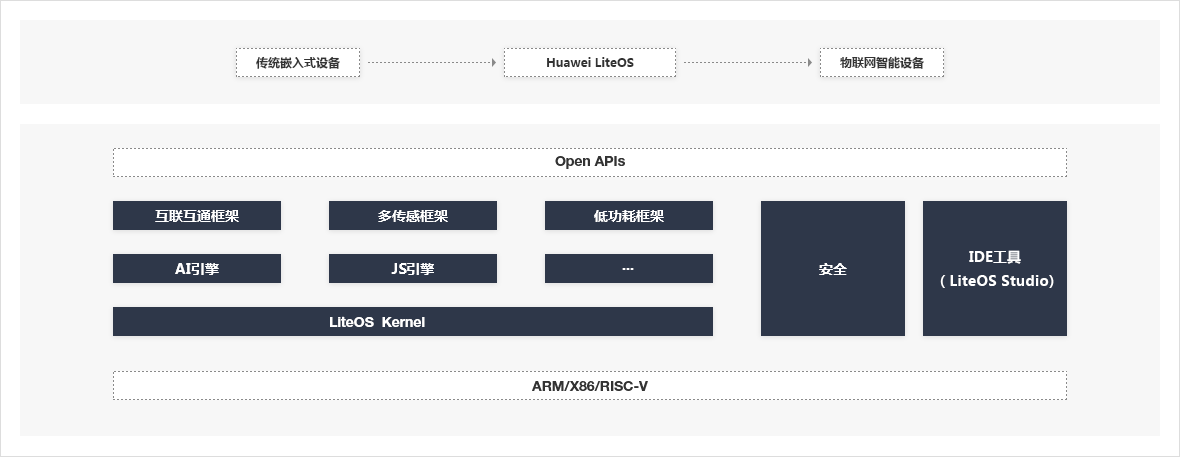 传统嵌入式设备
Huawei LiteOS
物联网智能设备
Open APIs
互联互通框架
多传感框架
低功耗框架
AI引擎
JS引擎
...
LiteOS Kernel
安全
IDE工具
( LiteOS Studio)
ARM/X86/RISC-V